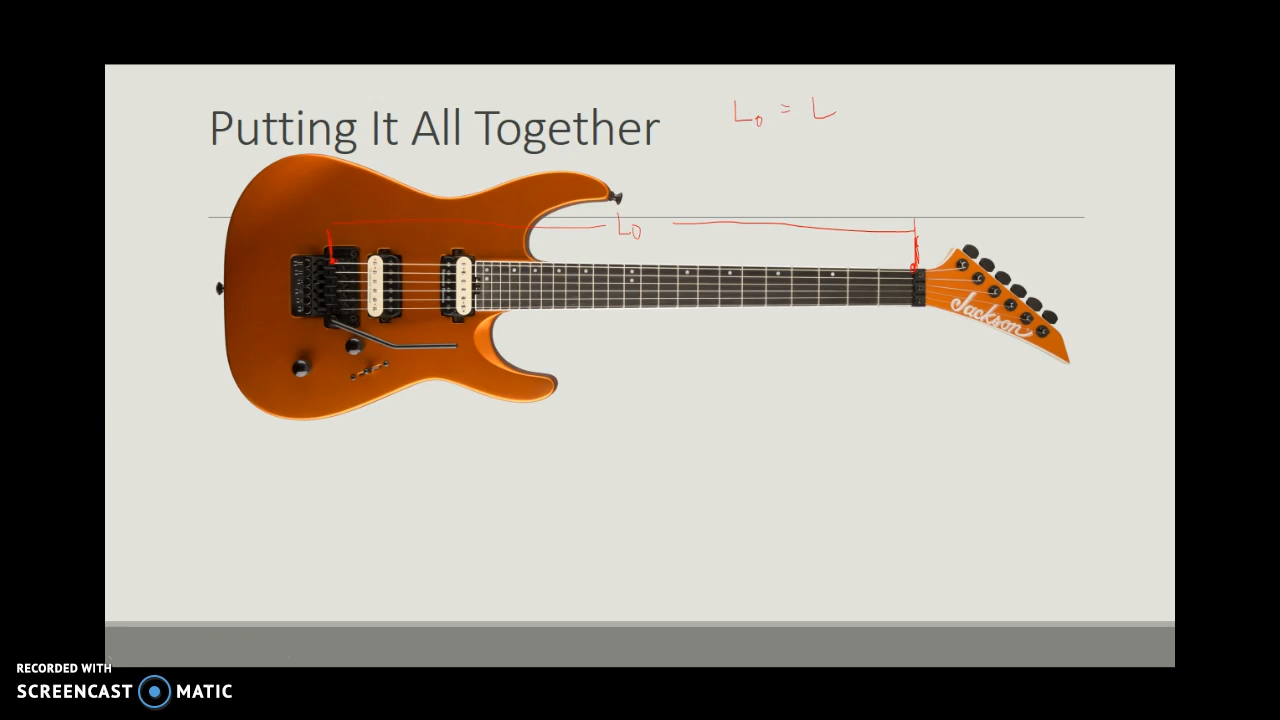 Putting It All Together
L₀ = L
L₀
Jackson
RECORDED WITH
SCREENCAST MATIC